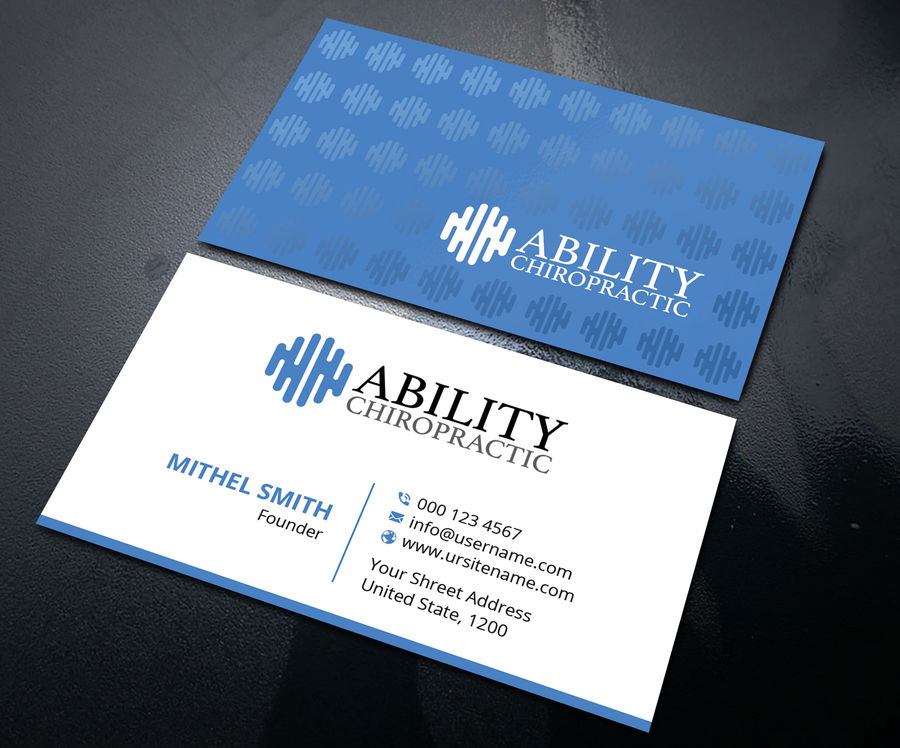 ABILITY
CHIROPRACTIC
ABILITY
CHIROPRACTIC
MITHEL SMITH
Founder
000 123 4567
info@username.com
www.ursitename.com
Your Shreet Address
United State, 1200